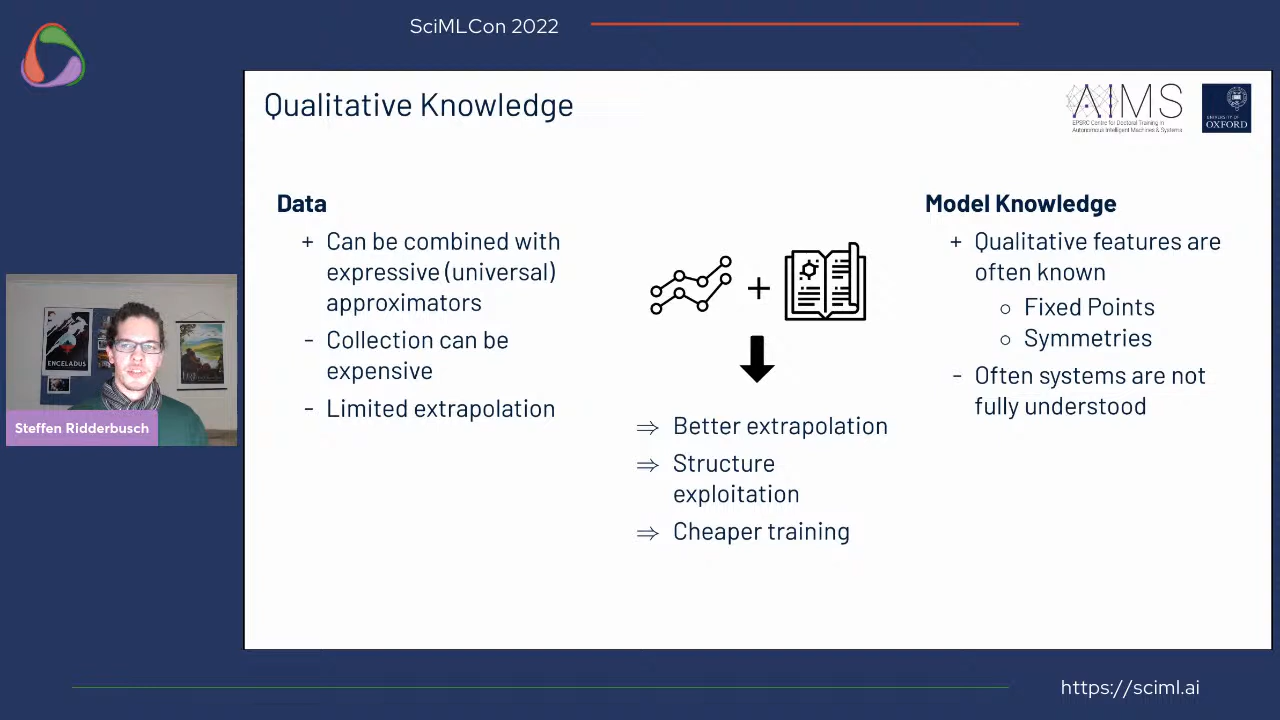 SciMLCon 2022
Qualitative Knowledge
AIMS
EPSRC Centre for Doctoral Training in
Autonomous Intelligent Machines & Systems
UNIVERSITY OF
OXFORD
Data
+ Can be combined with
expressive (universal)
approximators
- Collection can be
expensive
- Limited extrapolation
+
⇒ Better extrapolation
⇒ Structure
exploitation
⇒ Cheaper training
Model Knowledge
+ Qualitative features are
often known
○ Fixed Points
○ Symmetries
- Often systems are not
fully understood
ENCELADUS
Steffen Ridderbusch
https://sciml.ai